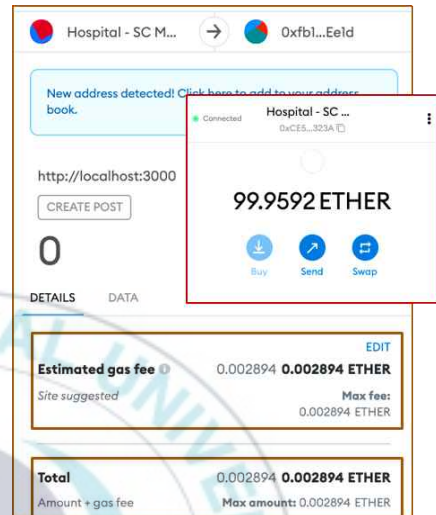 Hospital - SC M... 0xfb1...Ee1d
New address detected! Click here to add to your address
book.
Connected Hospital - SC ...
0xCE5...323A
99.9592 ETHER
Buy Send Swap
http://localhost:3000
CREATE POST
0
DETAILS DATA
EDIT
Estimated gas fee 0.002894 0.002894 ETHER
Site suggested Max fee:
0.002894 ETHER
Total 0.002894 0.002894 ETHER
Amount + gas fee Max amount: 0.002894 ETHER